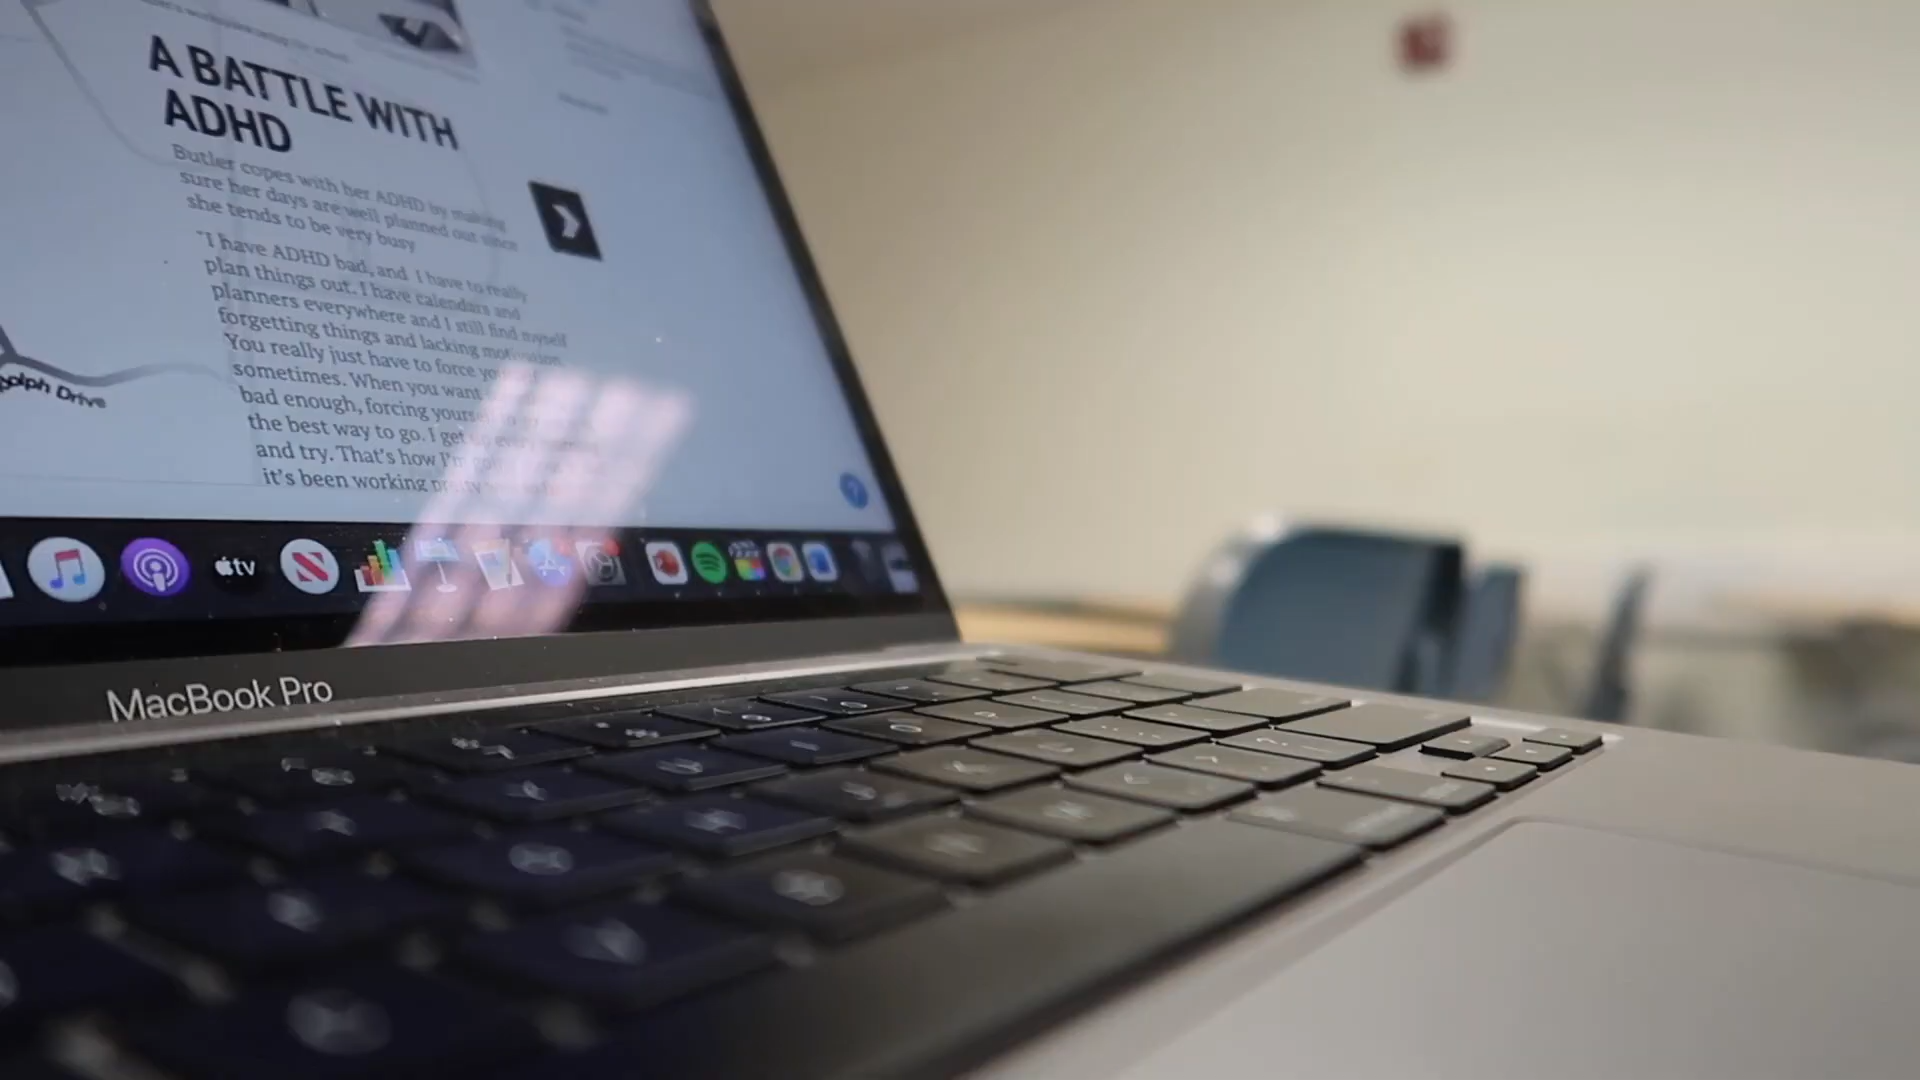 A BATTLE WITH
ADHD
Butler copes with her ADHD by making
sure her days are well planned out since
she tends to be very busy
"I have ADHD bad, and I have to really
plan things out. I have calendars and
planners everywhere and I still find myself
forgetting things and lacking motivation.
You really just have to force
sometimes. When you want
bad enough, forcing
the best way to go. I get up every morning
and try. That's how I'm
it's been working
olph Drive
tv
MacBook Pro